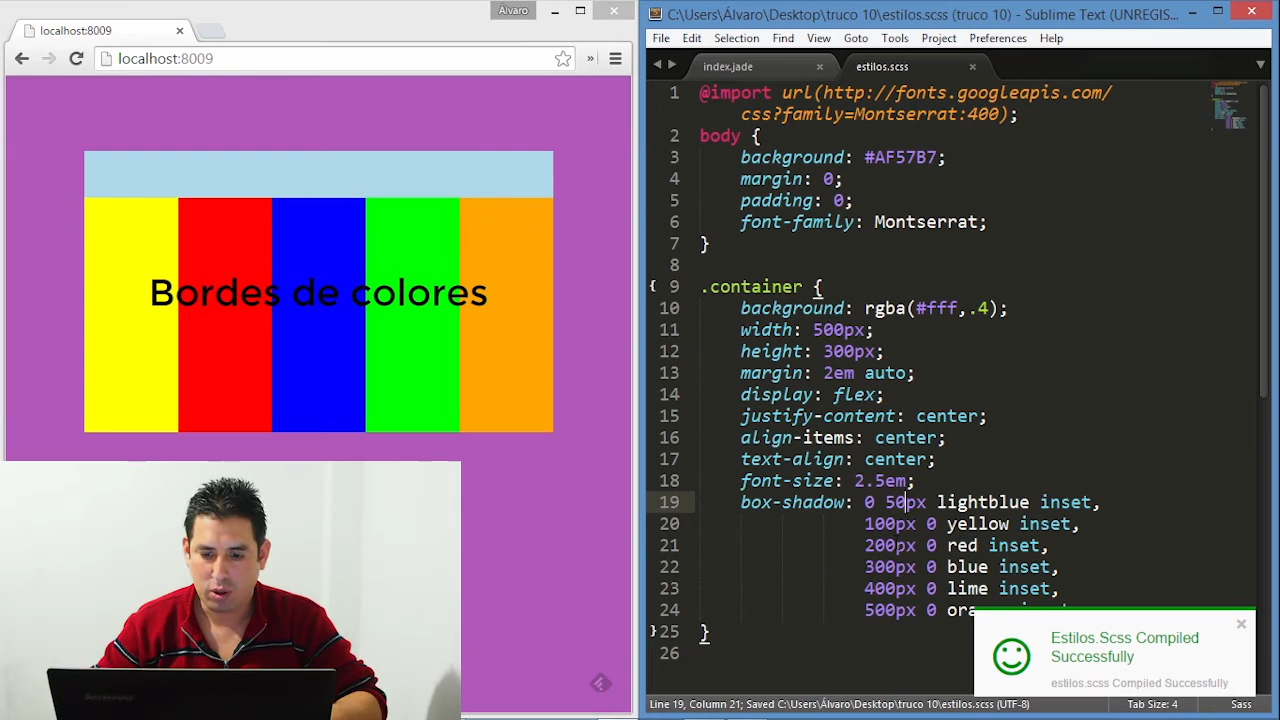 Álvaro
localhost:8009
localhost:8009
»
Bordes de colores
C:\Users\Álvaro\Desktop\truco 10\estilos.scss (truco 10) - Sublime Text (UNREGIS...
File Edit Selection Find View Goto Tools Project Preferences Help
index.jade estilos.scss
1 @import url(http://fonts.googleapis.com/
css?family=Montserrat:400);
2 body {
3 background: #AF57B7;
4 margin: 0;
5 padding: 0;
6 font-family: Montserrat;
7 }
8
9 .container {
10 background: rgba(#fff,.4);
11 width: 500px;
12 height: 300px;
13 margin: 2em auto;
14 display: flex;
15 justify-content: center;
16 align-items: center;
17 text-align: center;
18 font-size: 2.5em;
19 box-shadow: 0 50px lightblue inset,
20 100px 0 yellow inset,
21 200px 0 red inset,
22 300px 0 blue inset,
23 400px 0 lime inset,
24 500px 0 ora
25 }
26
Estilos.Scss Compiled
Successfully
estilos.scss Compiled Successfully
Line 19, Column 21; Saved C:\Users\Álvaro\Desktop\truco 10\estilos.scss (UTF-8) Tab Size: 4 Sass